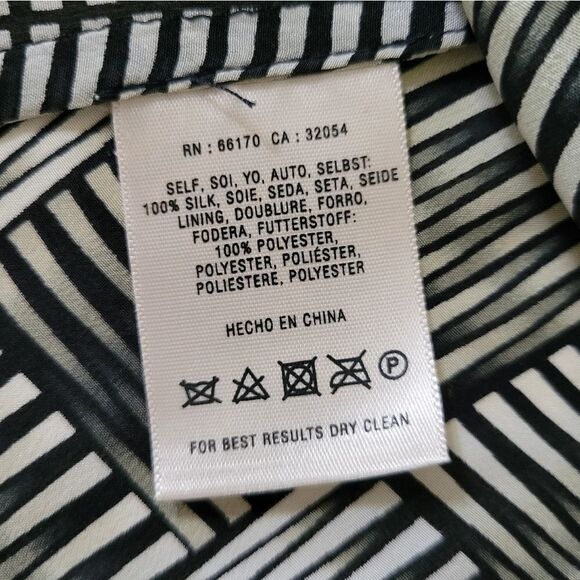 RN : 66170 CA : 32054
SELF, SOI, YO, AUTO, SELBST:
100% SILK, SOIE, SEDA, SETA, SEIDE
LINING, DOUBLURE, FORRO,
FODERA, FUTTERSTOFF:
100% POLYESTER,
POLYESTER, POLIÉSTER,
POLIESTERE, POLYESTER
HECHO EN CHINA
P
FOR BEST RESULTS DRY CLEAN